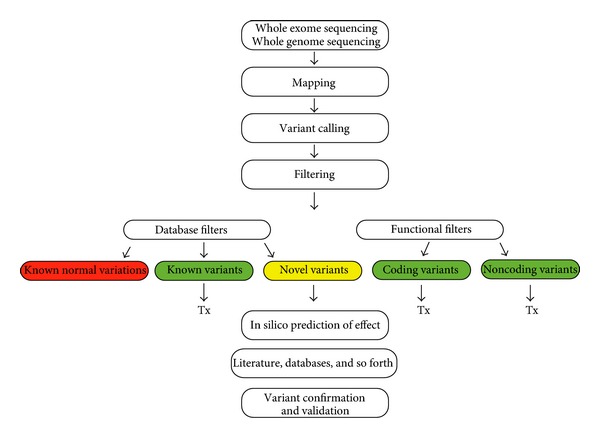 Whole exome sequencing
Whole genome sequencing
Mapping
Variant calling
Filtering
Database filters
Functional filters
Known normal variations
Known variants
Novel variants
Coding variants
Noncoding variants
Tx
Tx
Tx
In silico prediction of effect
Literature, databases, and so forth
Variant confirmation
and validation